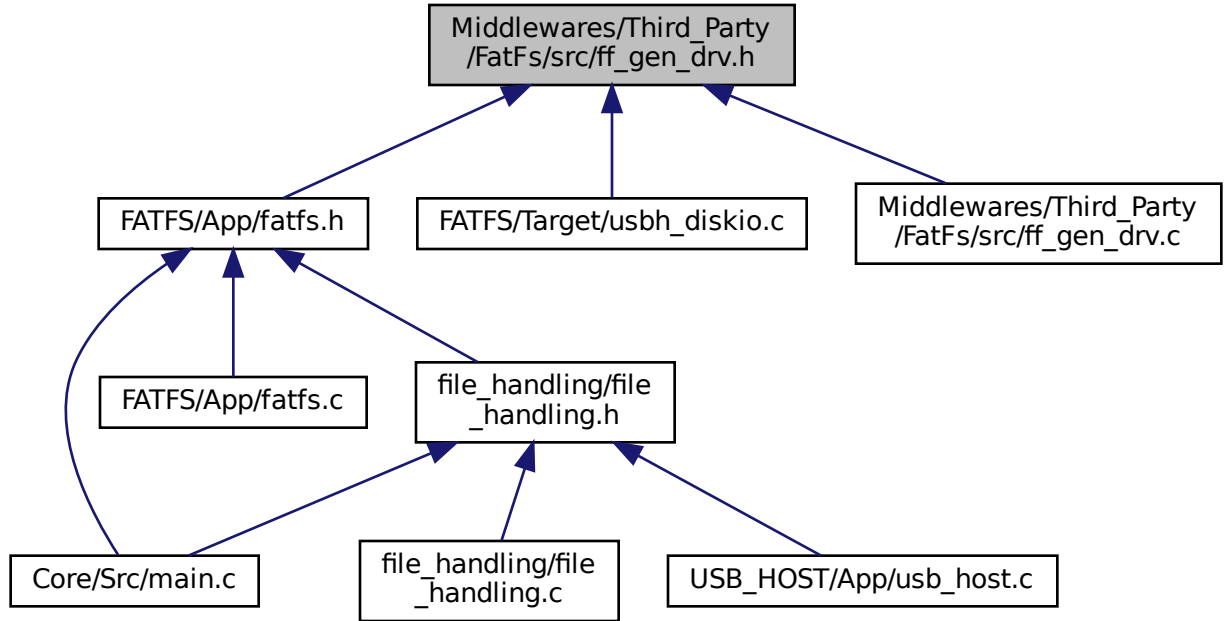 Middlewares/Third_Party
/FatFs/src/ff_gen_drv.h
FATFS/App/fatfs.h
FATFS/Target/usbh_diskio.c
Middlewares/Third_Party
/FatFs/src/ff_gen_drv.c
FATFS/App/fatfs.c
file_handling/file
_handling.h
Core/Src/main.c
file_handling/file
_handling.c
USB_HOST/App/usb_host.c